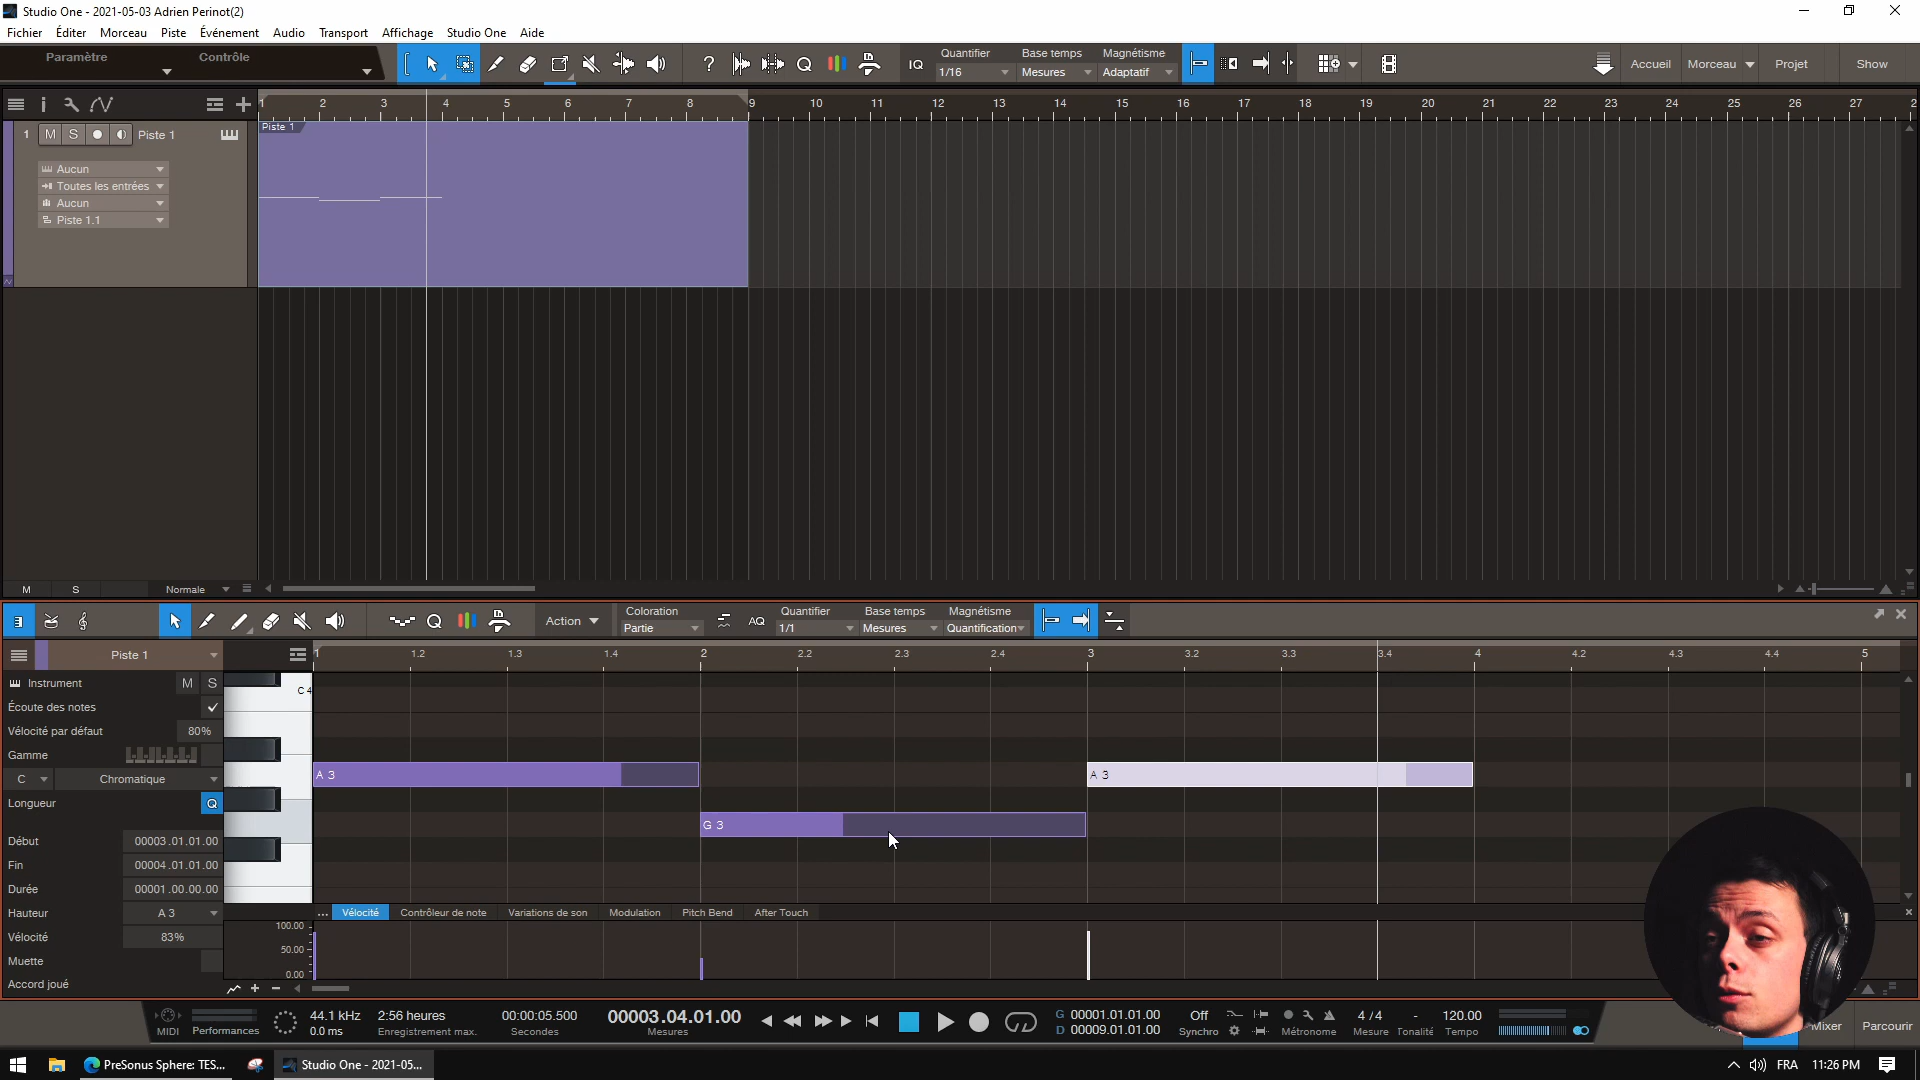 Studio One - 2021-05-03 Adrien Perinot(2)
Fichier Éditer Morceau Piste Événement Audio Transport Affichage Studio One Aide
Paramètre Contrôle
? IQ Quantifier 1/16 Base temps Mesures Magnétisme Adaptatif Accueil Morceau Projet Show
1 2 3 4 5 6 7 8 9 10 11 12 13 14 15 16 17 18 19 20 21 22 23 24 25 26 27 2
1 M S Piste 1
Piste 1
Aucun
Toutes les entrées
Aucun
Piste 1.1
M S Normale
Action Coloration Partie AQ Quantifier 1/1 Base temps Mesures Magnétisme Quantification
Piste 1
1 1.2 1.3 1.4 2 2.2 2.3 2.4 3 3.2 3.3 3.4 4 4.2 4.3 4.4 5
Instrument M S
C 4
Écoute des notes
Vélocité par défaut 80%
Gamme
C Chromatique
Longueur Q
A 3
A 3
G 3
Début 00003.01.01.00
Fin 00004.01.01.00
Durée 00001.00.00.00
Hauteur A 3
Vélocité 83%
Muette
Accord joué
... Vélocité Contrôleur de note Variations de son Modulation Pitch Bend After Touch
100.00
50.00
0.00
MIDI Performances
44.1 kHz
0.0 ms
2:56 heures
Enregistrement max.
00:00:05.500
Secondes
00003.04.01.00
Mesures
G 00001.01.01.00
D 00009.01.01.00
Off
Synchro
Métronome
4 / 4
Mesure
-
Tonalité
120.00
Tempo
Mixer Parcourir
PreSonus Sphere: TES... Studio One - 2021-05... FRA 11:26 PM